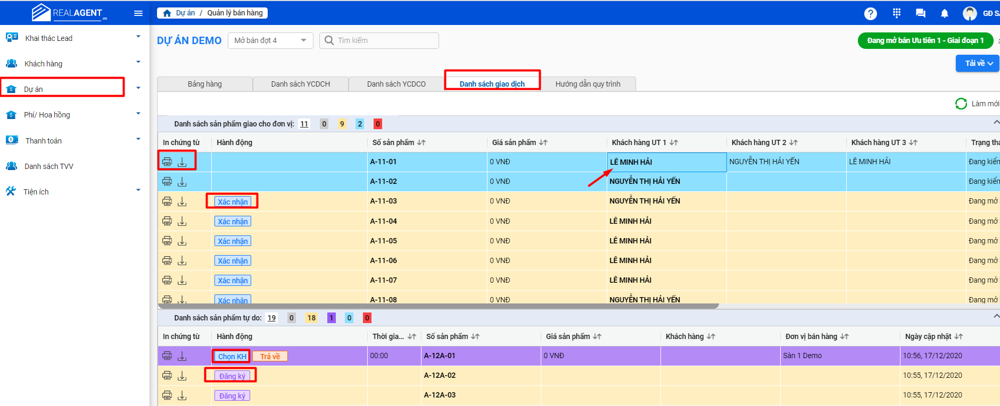 REALAGENT.vn
Dự án / Quản lý bán hàng
? GĐ SA
Khai thác Lead
Khách hàng
Dự án
Phí/ Hoa hồng
Thanh toán
Danh sách TVV
Tiện ích
DỰ ÁN DEMO Mở bán đợt 4 Tìm kiếm Đang mở bán Ưu tiên 1 - Giai đoạn 1
Tải về
Bảng hàng Danh sách YCDCH Danh sách YCDCO Danh sách giao dịch Hướng dẫn quy trình
Làm mới
Danh sách sản phẩm giao cho đơn vị: 11 0 9 2 0
In chứng từ Hành động Số sản phẩm Giá sản phẩm Khách hàng UT 1 Khách hàng UT 2 Khách hàng UT 3 Trạng thá
A-11-01 0 VNĐ LÊ MINH HẢI NGUYỄN THỊ HẢI YẾN LÊ MINH HẢI Đang kiểm
A-11-02 0 VNĐ NGUYỄN THỊ HẢI YẾN Đang kiểm
Xác nhận A-11-03 0 VNĐ NGUYỄN THỊ HẢI YẾN Đang mở
Xác nhận A-11-04 0 VNĐ LÊ MINH HẢI Đang mở
Xác nhận A-11-05 0 VNĐ LÊ MINH HẢI Đang mở
Xác nhận A-11-06 0 VNĐ LÊ MINH HẢI Đang mở
Xác nhận A-11-07 0 VNĐ LÊ MINH HẢI Đang mở
Xác nhận A-11-08 0 VNĐ NGUYỄN THỊ HẢI YẾN Đang mở
Danh sách sản phẩm tự do: 19 0 18 1 0 0
In chứng từ Hành động Thời gia... Số sản phẩm Giá sản phẩm Khách hàng Đơn vị bán hàng Ngày cập nhật
Chọn KH Trả về 00:00 A-12A-01 0 VNĐ Sàn 1 Demo 10:56, 17/12/2020
Đăng ký A-12A-02 10:55, 17/12/2020
Đăng ký A-12A-03 10:55, 17/12/2020